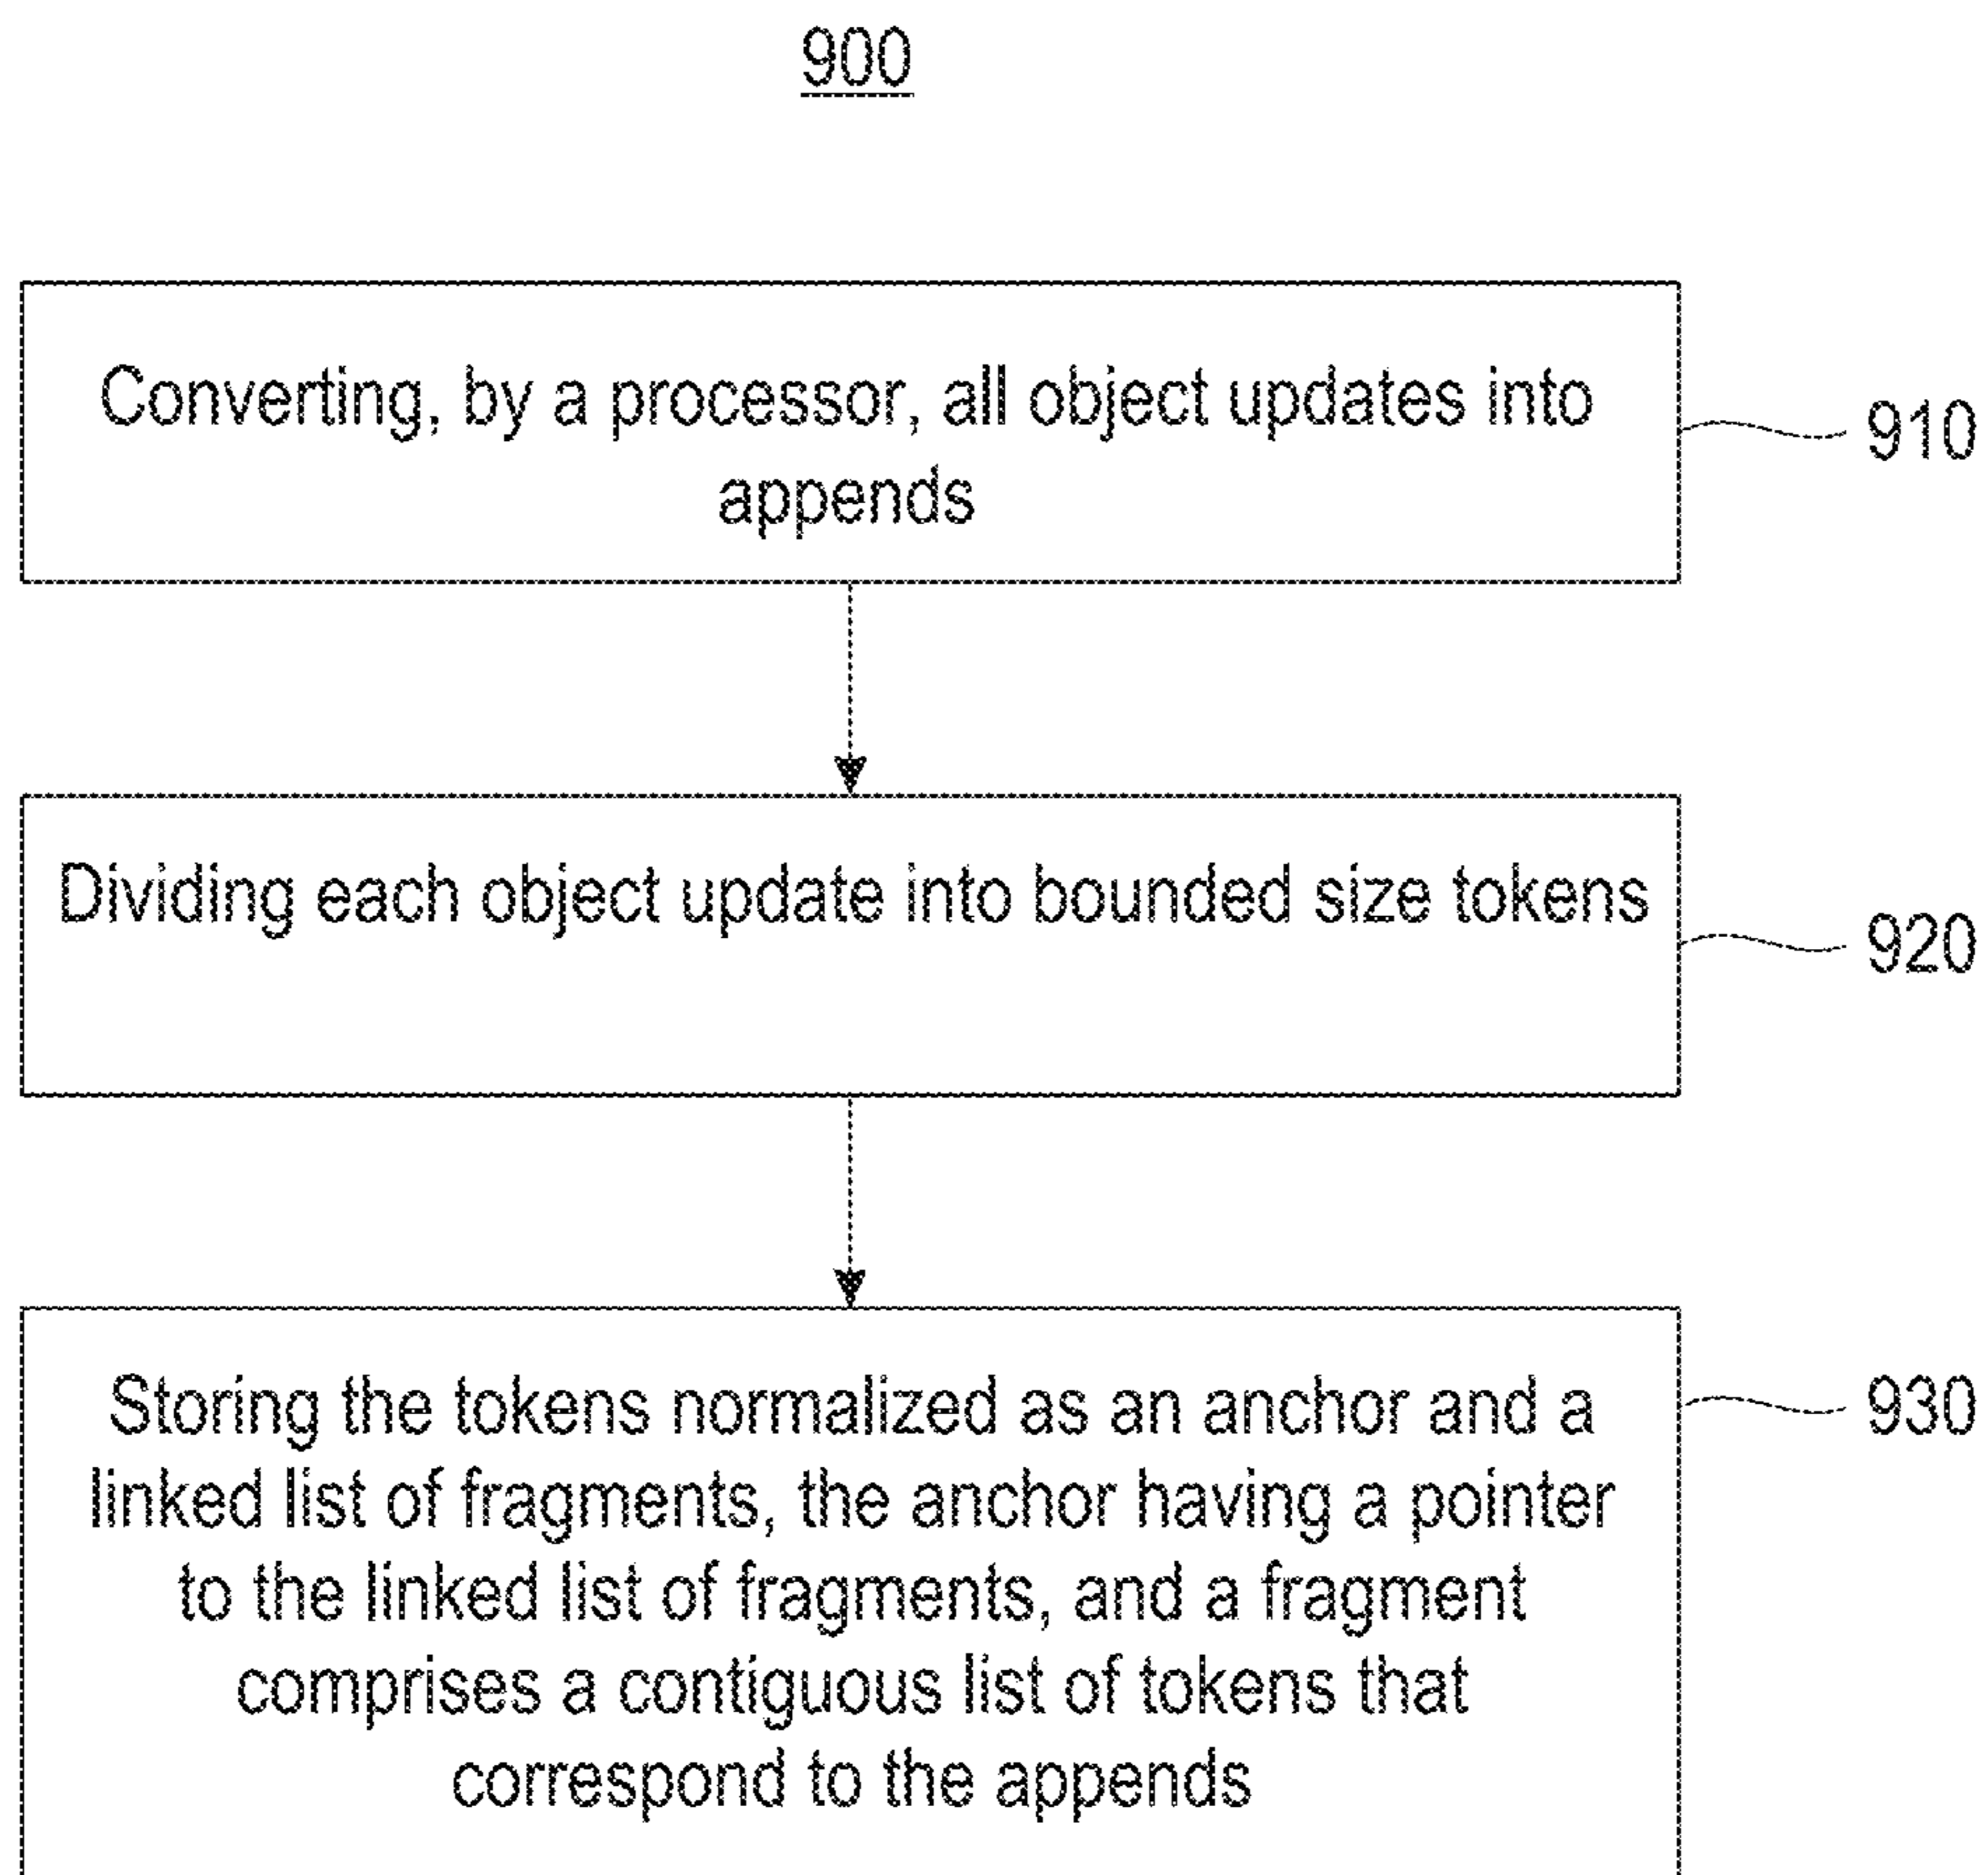 900
Converting, by a processor, all object updates into
appends
910
Dividing each object update into bounded size tokens
920
Storing the tokens normalized as an anchor and a
linked list of fragments, the anchor having a pointer
to the linked list of fragments, and a fragment
comprises a contiguous list of tokens that
correspond to the appends
930